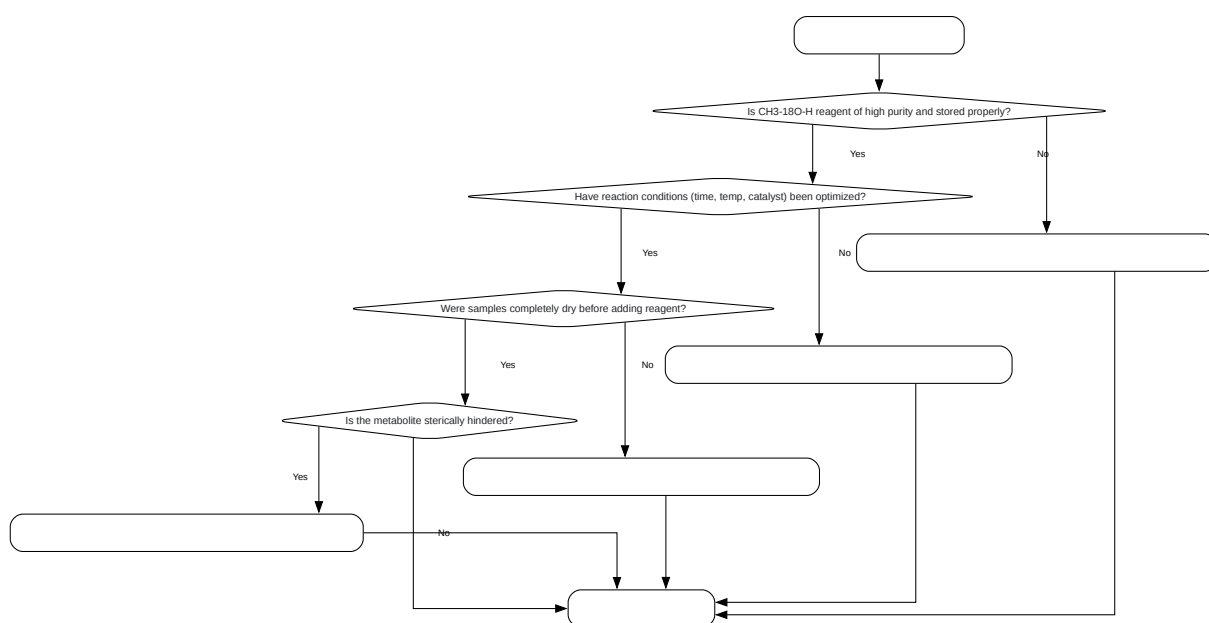 Is CH3-18O-H reagent of high purity and stored properly?
Yes
No
Have reaction conditions (time, temp, catalyst) been optimized?
Yes
No
Were samples completely dry before adding reagent?
Yes
No
Is the metabolite sterically hindered?
Yes
No